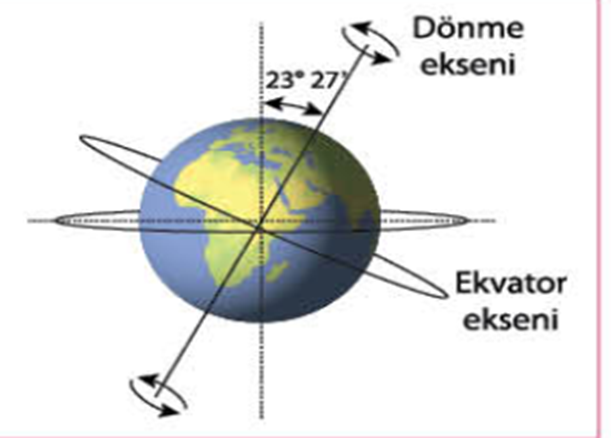 Dönme
ekseni
23° 27'
Ekvator
ekseni